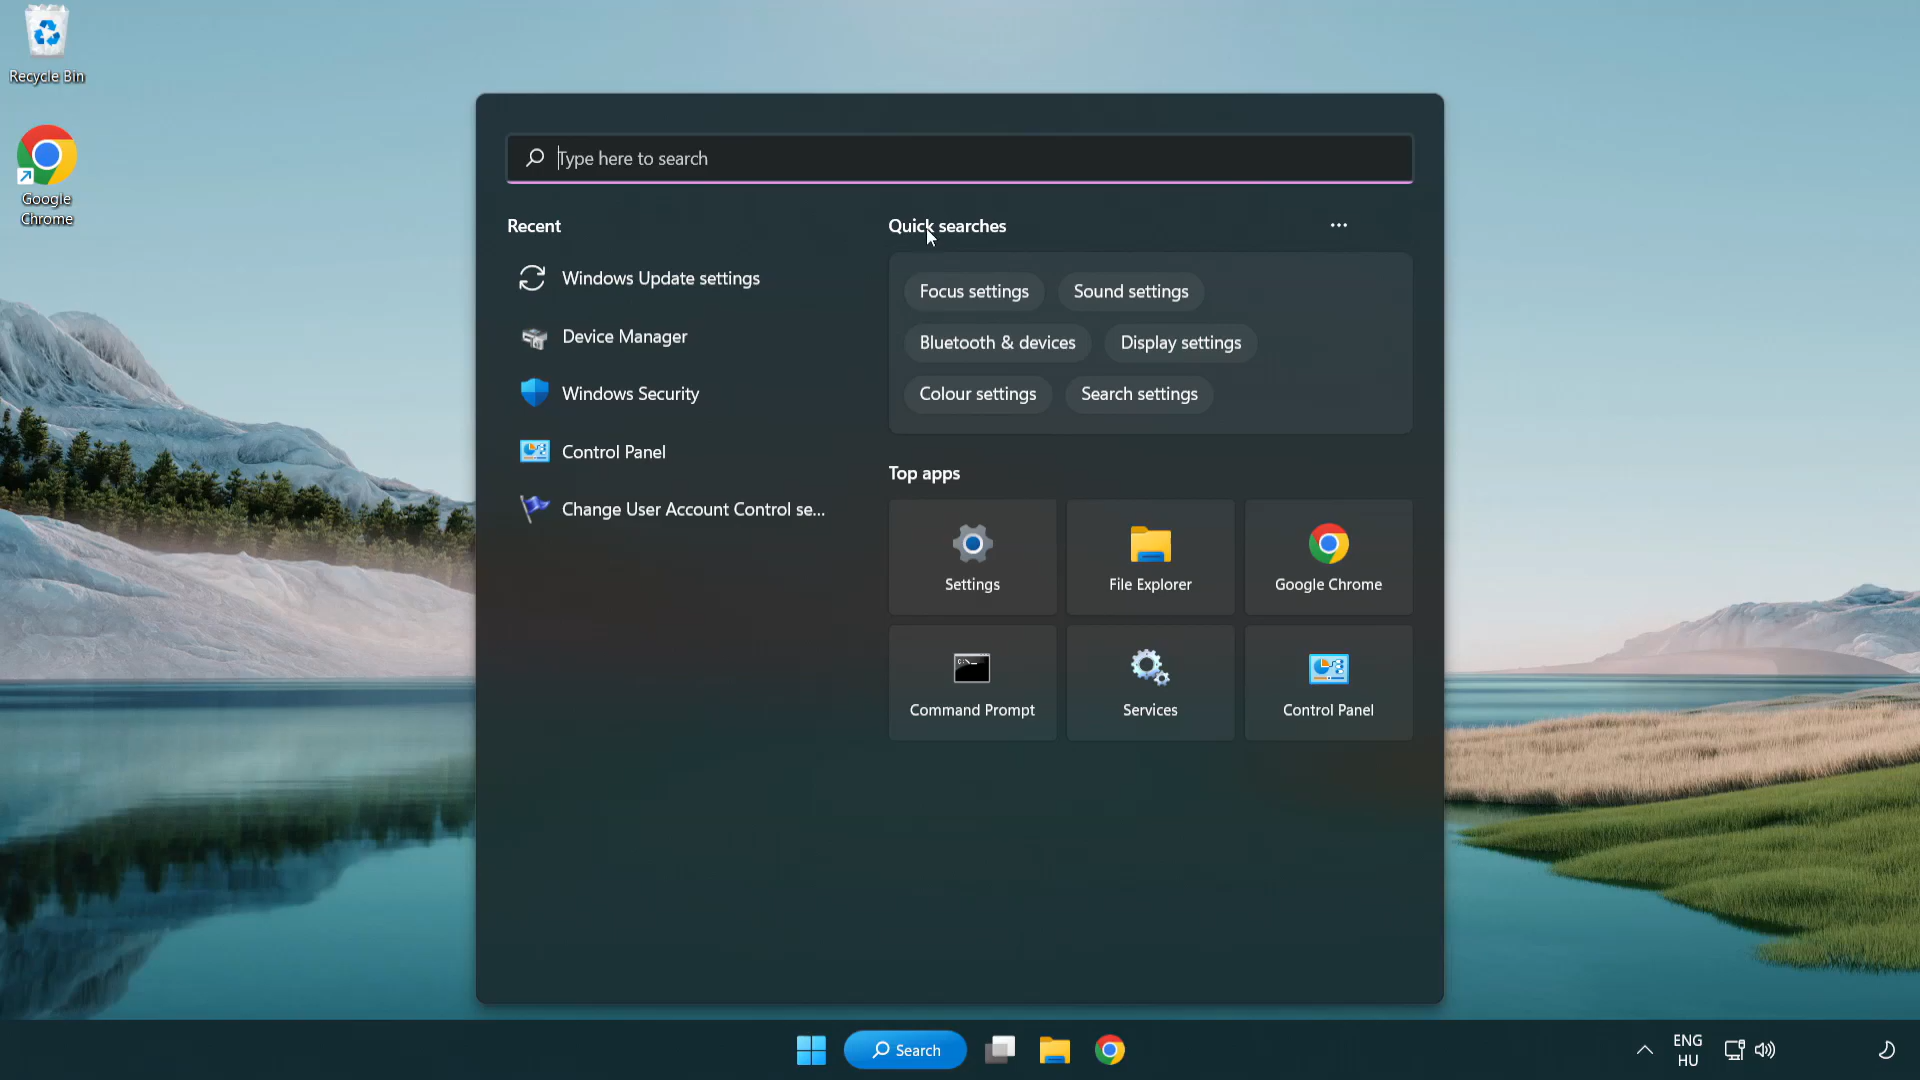 Recycle Bin
Google
Chrome
Type here to search
Recent
Windows Update settings
Device Manager
Windows Security
Control Panel
Change User Account Control se...
Quick searches
Focus settings
Sound settings
Bluetooth & devices
Display settings
Colour settings
Search settings
Top apps
Settings
File Explorer
Google Chrome
Command Prompt
Services
Control Panel
Search
ENG
HU